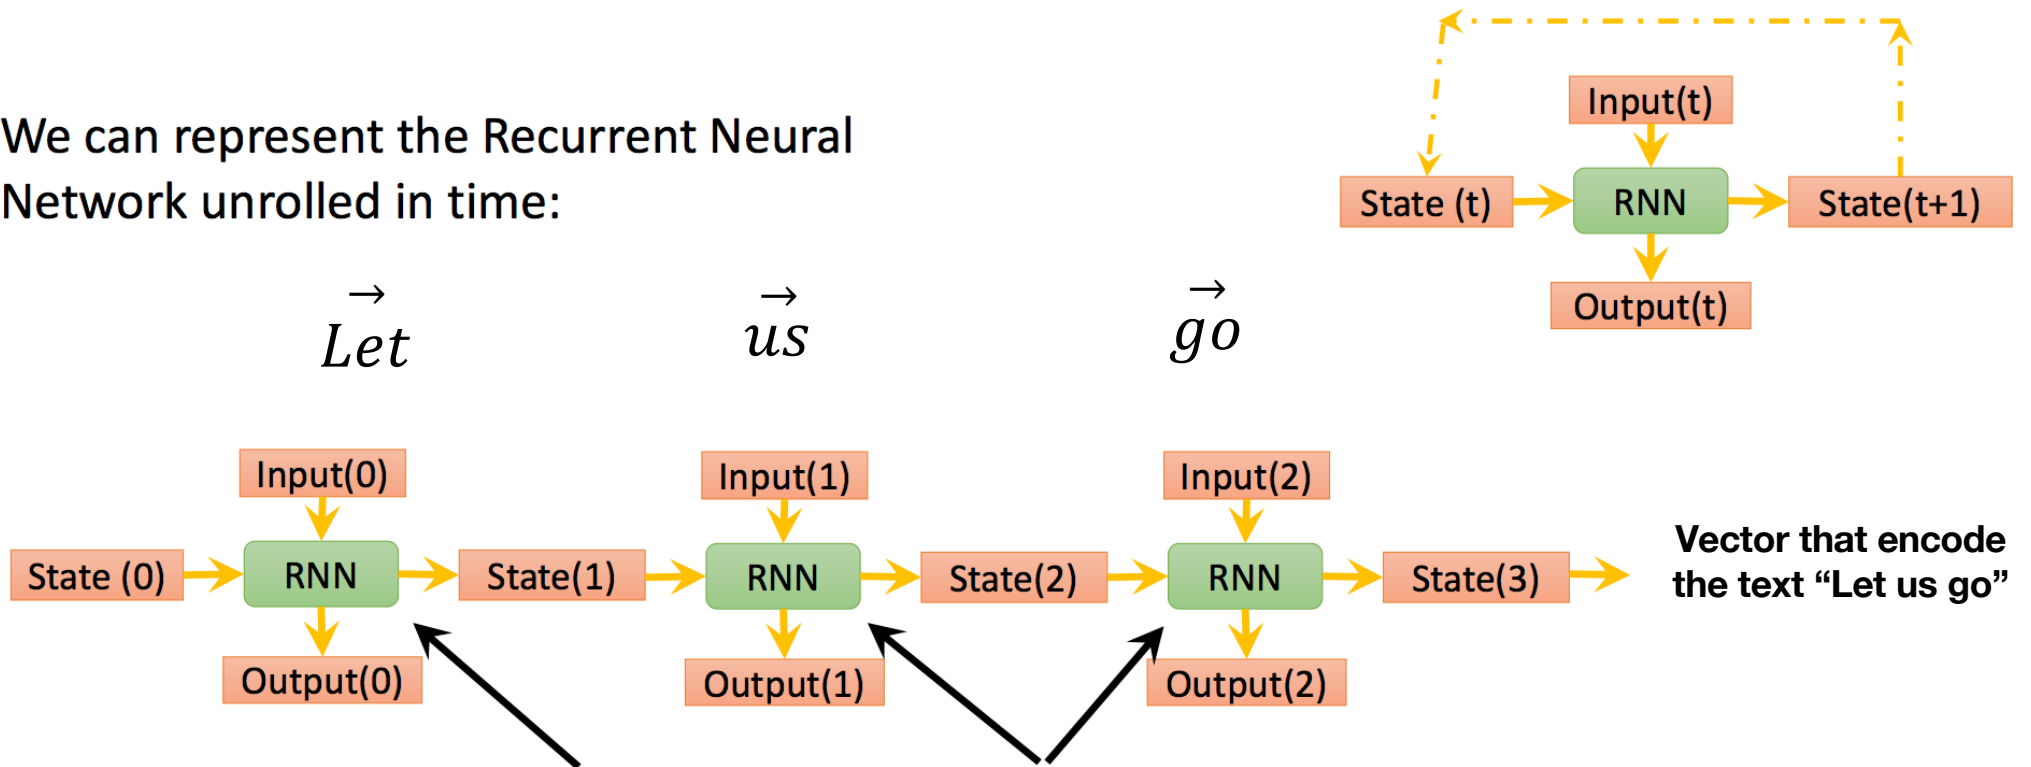 We can represent the Recurrent Neural
Network unrolled in time:
Input(t)
State (t)
RNN
State(t+1)
Output(t)
Let
us
go
Input(0)
Input(1)
Input(2)
State (0)
RNN
State(1)
RNN
State(2)
RNN
State(3)
Vector that encode
the text “Let us go”
Output(0)
Output(1)
Output(2)